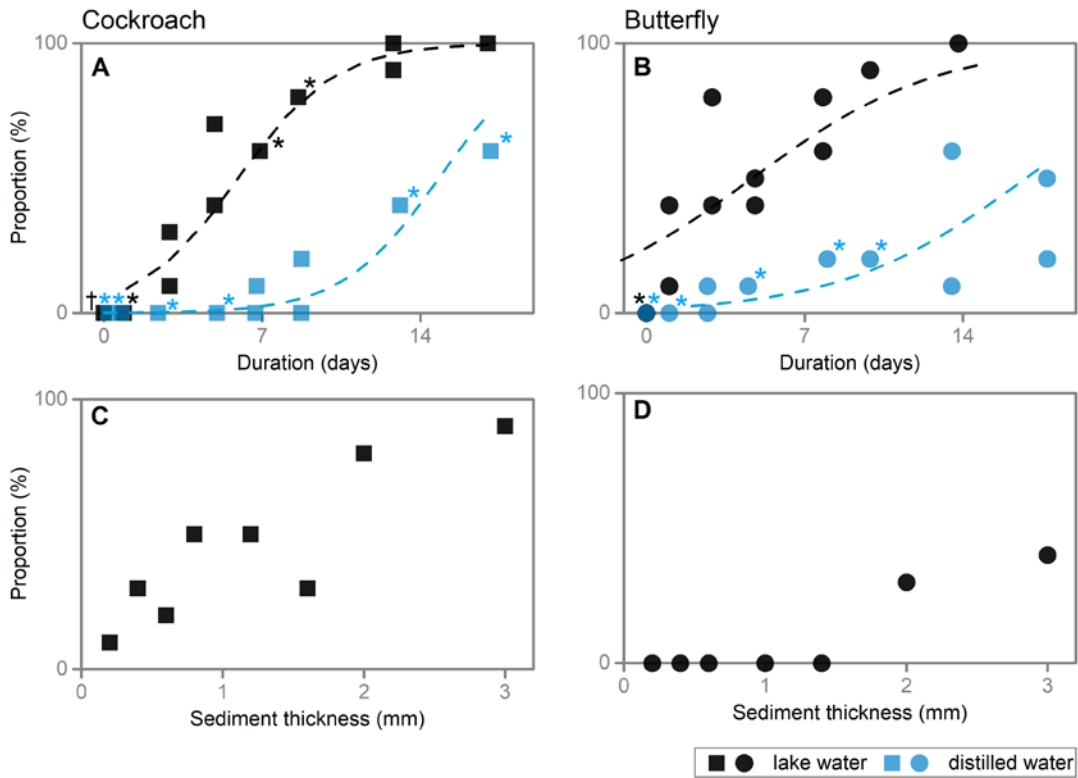 Cockroach
Butterfly
Proportion (%)
100
0
A
†
*
*
*
*
*
*
*
*
*
0
7
14
Duration (days)
100
0
B
*
*
*
*
*
*
0
7
14
Duration (days)
Proportion (%)
100
0
C
0
1
2
3
Sediment thickness (mm)
100
0
D
0
1
2
3
Sediment thickness (mm)
lake water
distilled water